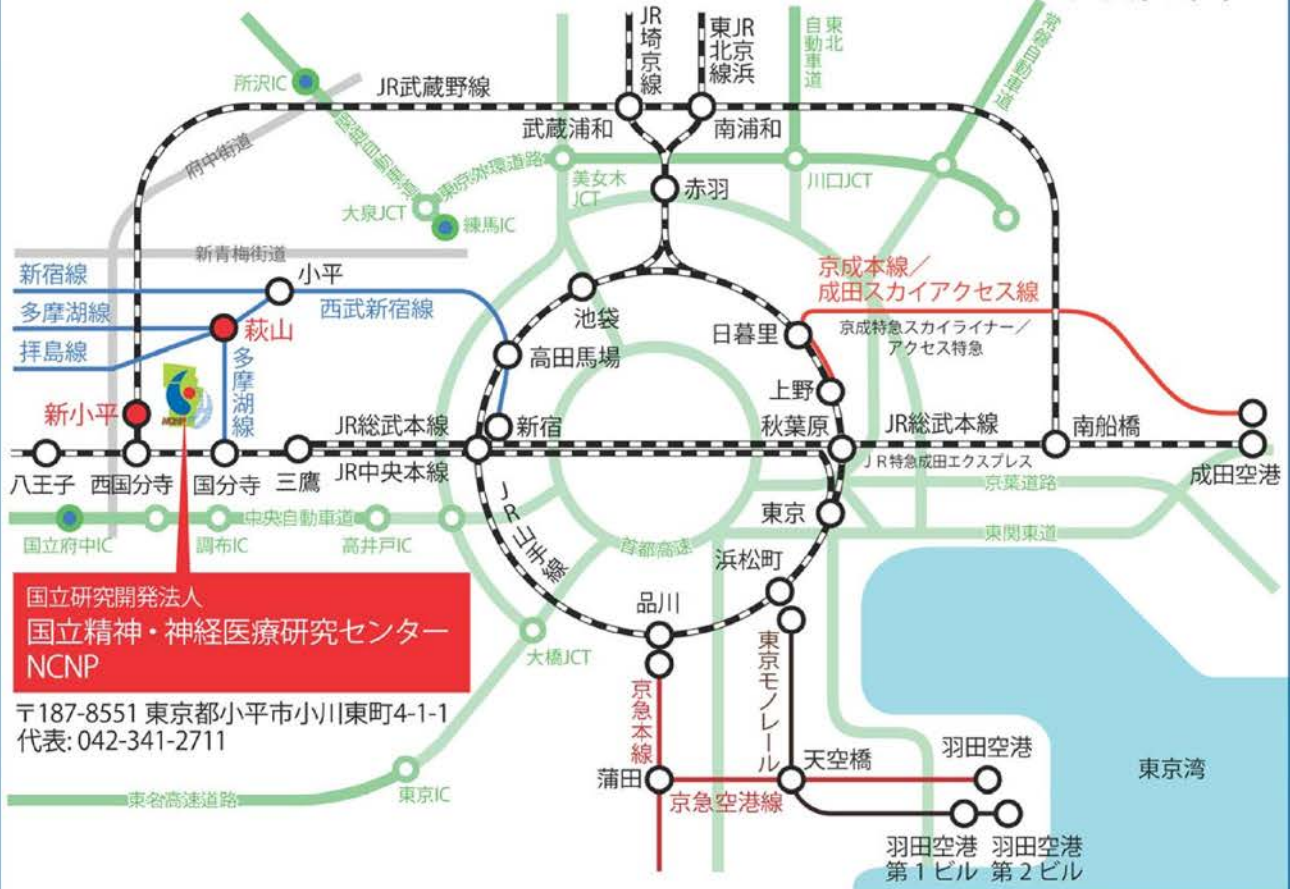 JR埼京線
JR京浜
東北線
東北
自動車道
常磐自動車道
所沢IC
JR武蔵野線
府中街道
武蔵浦和
南浦和
東京外環道路
美女木
JCT
川口JCT
赤羽
大泉JCT
練馬IC
新青梅街道
新宿線
小平
西武新宿線
多摩湖線
萩山
拝島線
多摩湖線
池袋
高田馬場
日暮里
京成本線／
成田スカイアクセス線
京成特急スカイライナー／
アクセス特急
上野
新小平
NCNP
JR総武本線
新宿
秋葉原
JR総武本線
南船橋
八王子
西国分寺
国分寺
三鷹
JR中央本線
JR特急成田エクスプレス
成田空港
京葉道路
JR山手線
東京
中央自動車道
国立府中IC
調布IC
高井戸IC
首都高速
東関東道
浜松町
品川
国立研究開発法人
国立精神・神経医療研究センター
NCNP
大橋JCT
東京モノレール
京急本線
〒187-8551 東京都小平市小川東町4-1-1
代表: 042-341-2711
蒲田
天空橋
羽田空港
東京湾
京急空港線
東名高速道路
東京IC
羽田空港
第1ビル
羽田空港
第2ビル